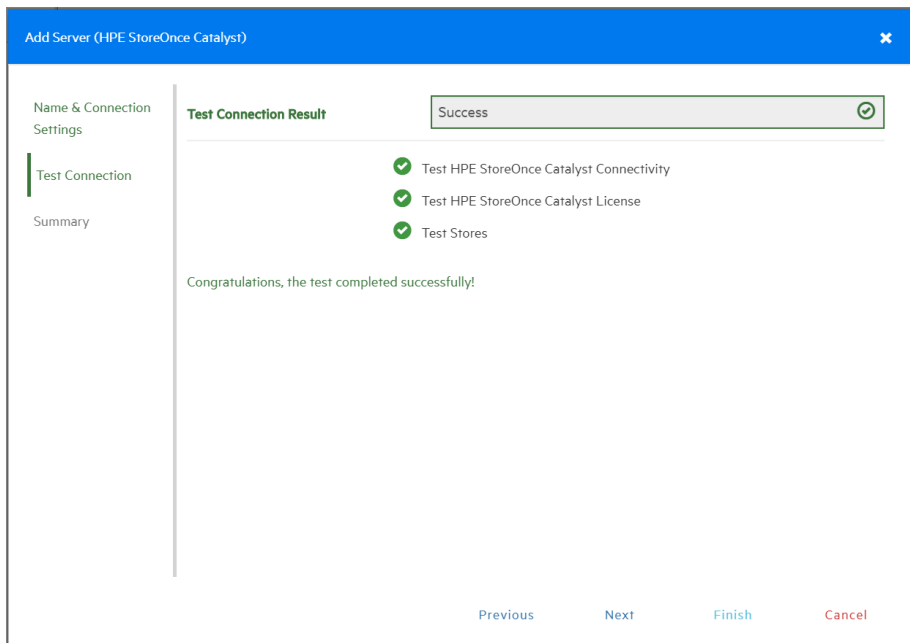 Add Server (HPE StoreOnce Catalyst)
Name & Connection
Settings
Test Connection
Summary
Test Connection Result
Success
Test HPE StoreOnce Catalyst Connectivity
Test HPE StoreOnce Catalyst License
Test Stores
Congratulations, the test completed successfully!
Previous Next Finish Cancel